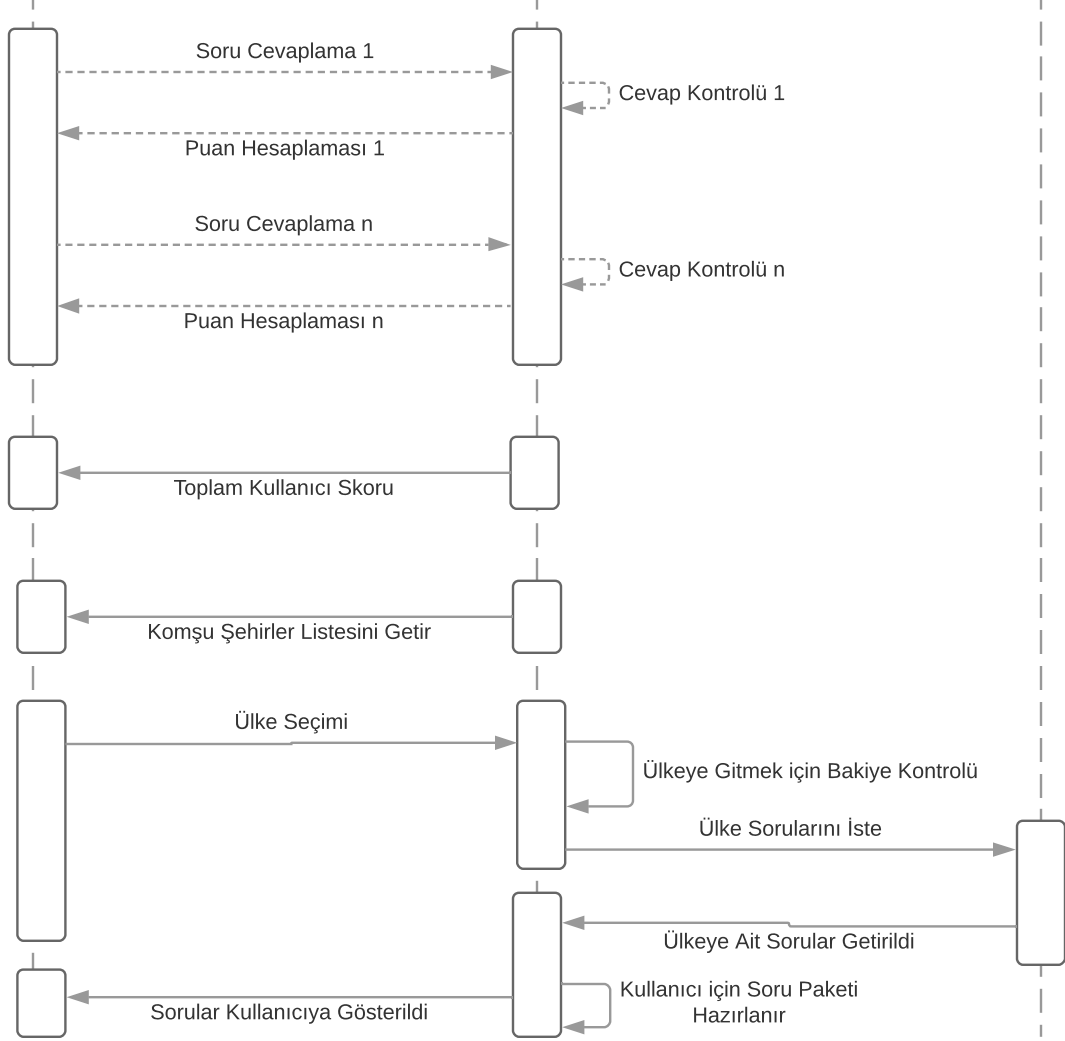 Soru Cevaplama 1
Cevap Kontrolü 1
Puan Hesaplaması 1
Soru Cevaplama n
Cevap Kontrolü n
Puan Hesaplaması n
Toplam Kullanıcı Skoru
Komşu Şehirler Listesini Getir
Ülke Seçimi
Ülkeye Gitmek için Bakiye Kontrolü
Ülke Sorularını İste
Ülkeye Ait Sorular Getirildi
Kullanıcı için Soru Paketi
Hazırlanır
Sorular Kullanıcıya Gösterildi